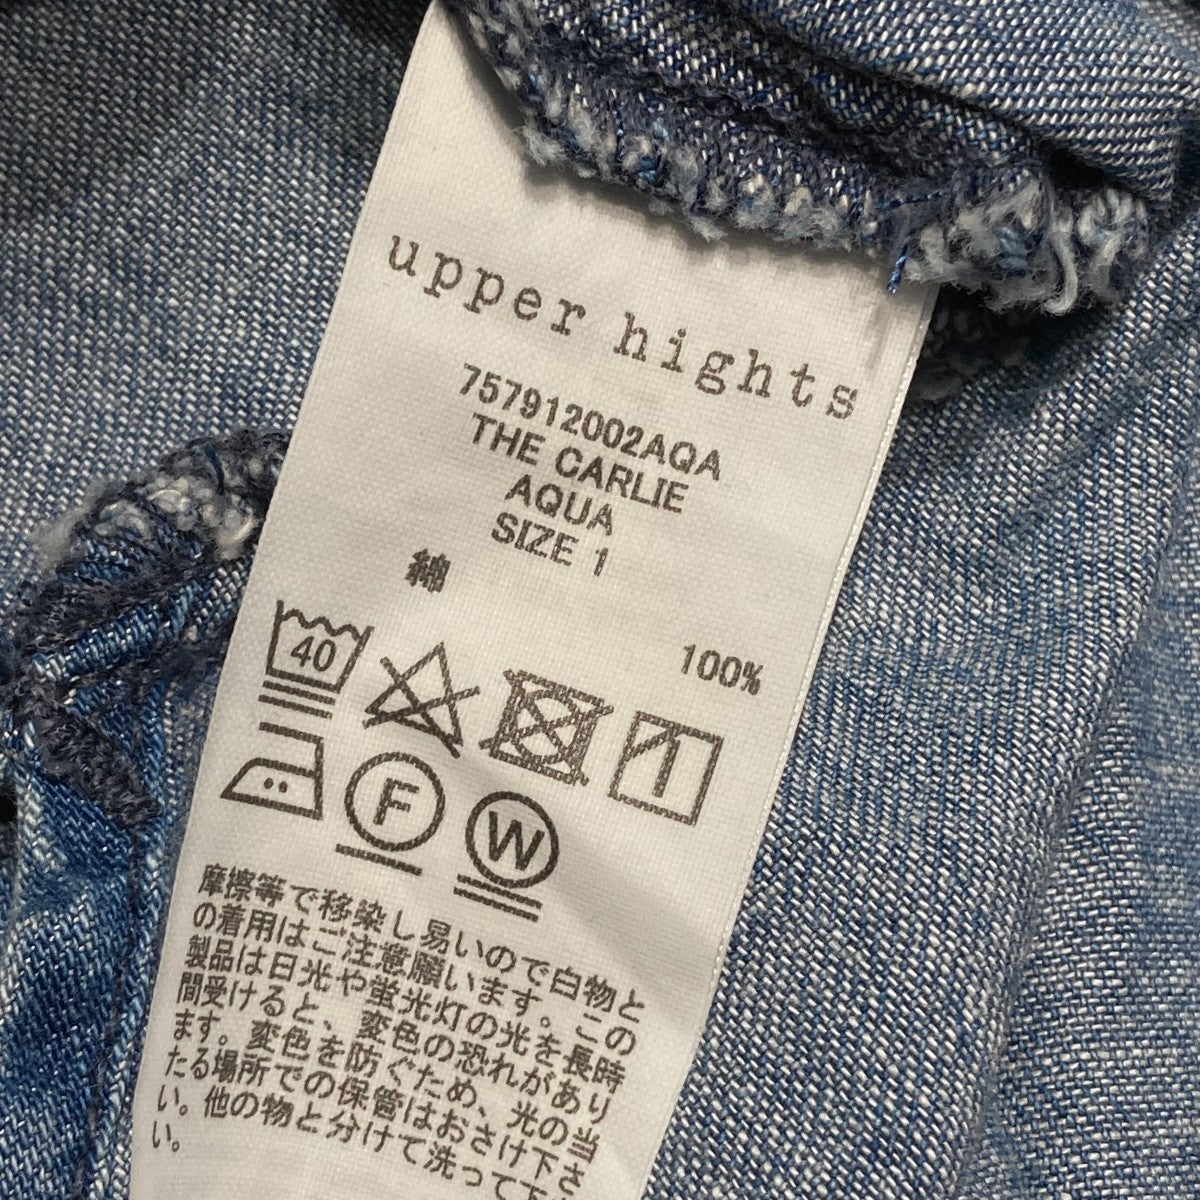 upper hights
757912002AQA
THE CARLIE
AQUA
SIZE 1
綿 100%
40
F W
摩擦等で移染し易いので白物と
の着用はご注意願います。この
製品は日光や蛍光灯の光を長時
間受けると、変色の恐れがあり
ます。変色を防ぐため、光の当
たる場所での保管はおさけ下さ
い。他の物と分けて洗って下
い。